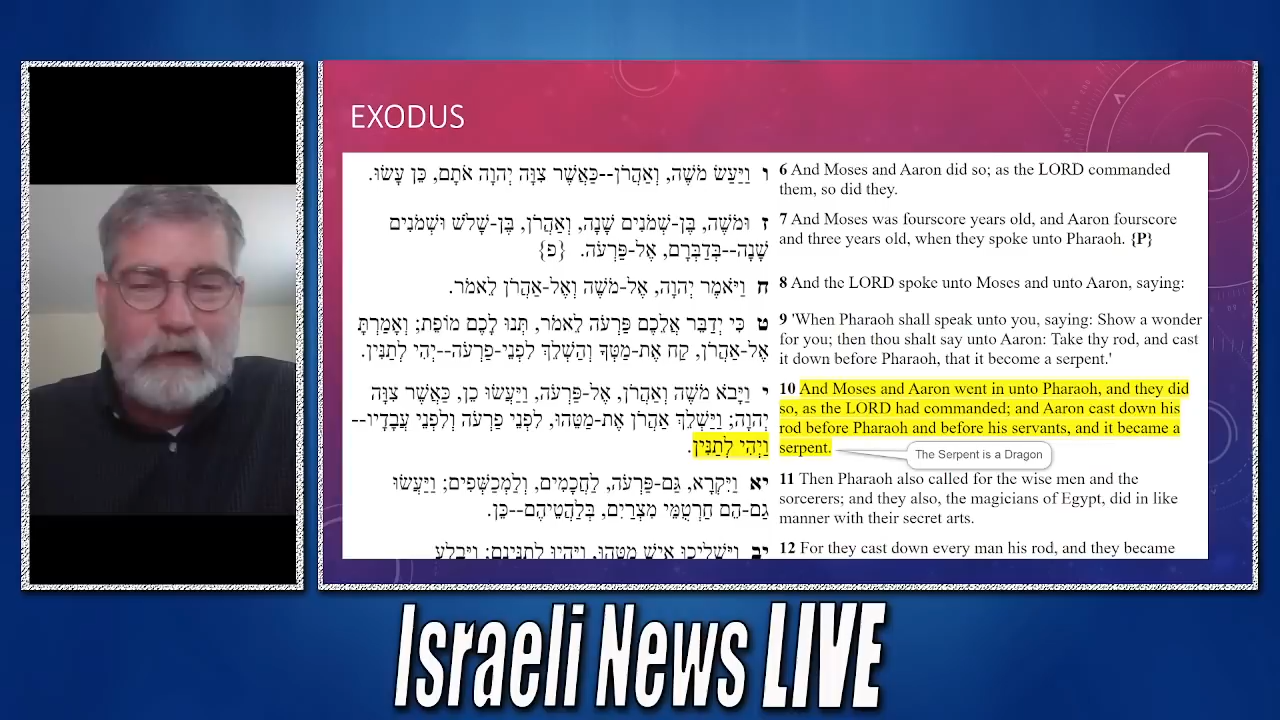 EXODUS
ו וַיַּעַשׂ מֹשֶׁה, וְאַהֲרֹן--כַּאֲשֶׁר צִוָּה יְהוָה אֹתָם, כֵּן עָשׂוּ.
6 And Moses and Aaron did so; as the LORD commanded
them, so did they.
ז וּמֹשֶׁה, בֶּן-שְׁמֹנִים שָׁנָה, וְאַהֲרֹן, בֶּן-שָׁלֹשׁ וּשְׁמֹנִים
שָׁנָה--בְּדַבְּרָם, אֶל-פַּרְעֹה. {פ}
7 And Moses was fourscore years old, and Aaron fourscore
and three years old, when they spoke unto Pharaoh. {P}
ח וַיֹּאמֶר יְהוָה, אֶל-מֹשֶׁה וְאֶל-אַהֲרֹן לֵאמֹר.
8 And the LORD spoke unto Moses and unto Aaron, saying:
ט כִּי יְדַבֵּר אֲלֵכֶם פַּרְעֹה לֵאמֹר, תְּנוּ לָכֶם מוֹפֵת; וְאָמַרְתָּ
אֶל-אַהֲרֹן, קַח אֶת-מַטְּךָ וְהַשְׁלֵךְ לִפְנֵי-פַרְעֹה--יְהִי לְתַנִּין.
9 'When Pharaoh shall speak unto you, saying: Show a wonder
for you; then thou shalt say unto Aaron: Take thy rod, and cast
it down before Pharaoh, that it become a serpent.'
י וַיָּבֹא מֹשֶׁה וְאַהֲרֹן, אֶל-פַּרְעֹה, וַיַּעֲשׂוּ כֵן, כַּאֲשֶׁר צִוָּה
יְהוָה; וַיַּשְׁלֵךְ אַהֲרֹן אֶת-מַטֵּהוּ, לִפְנֵי פַרְעֹה וְלִפְנֵי עֲבָדָיו--
וַיְהִי לְתַנִּין.
10 And Moses and Aaron went in unto Pharaoh, and they did
so, as the LORD had commanded; and Aaron cast down his
rod before Pharaoh and before his servants, and it became a
serpent.
The Serpent is a Dragon
יא וַיִּקְרָא, גַּם-פַּרְעֹה, לַחֲכָמִים, וְלַמְכַשְּׁפִים; וַיַּעֲשׂוּ
גַם-הֵם חַרְטֻמֵּי מִצְרַיִם, בְּלַהֲטֵיהֶם--כֵּן.
11 Then Pharaoh also called for the wise men and the
sorcerers; and they also, the magicians of Egypt, did in like
manner with their secret arts.
יב וַיַּשְׁלִיכוּ אִישׁ מַטֵּהוּ, וַיִּהְיוּ לְתַנִּינִם; וַיִּבְלַע
12 For they cast down every man his rod, and they became
Israeli News LIVE